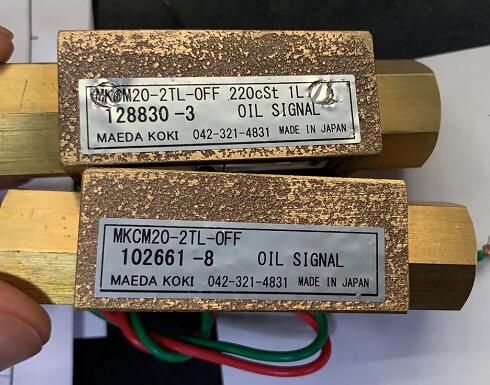 MKCM20-2TL-OFF 220cSt 1L
128830 -3 OIL SIGNAL
MAEDA KOKI 042-321-4831 MADE IN JAPAN
MKCM20-2TL-OFF
102661 -8 OIL SIGNAL
MAEDA KOKI 042-321-4831 MADE IN JAPAN